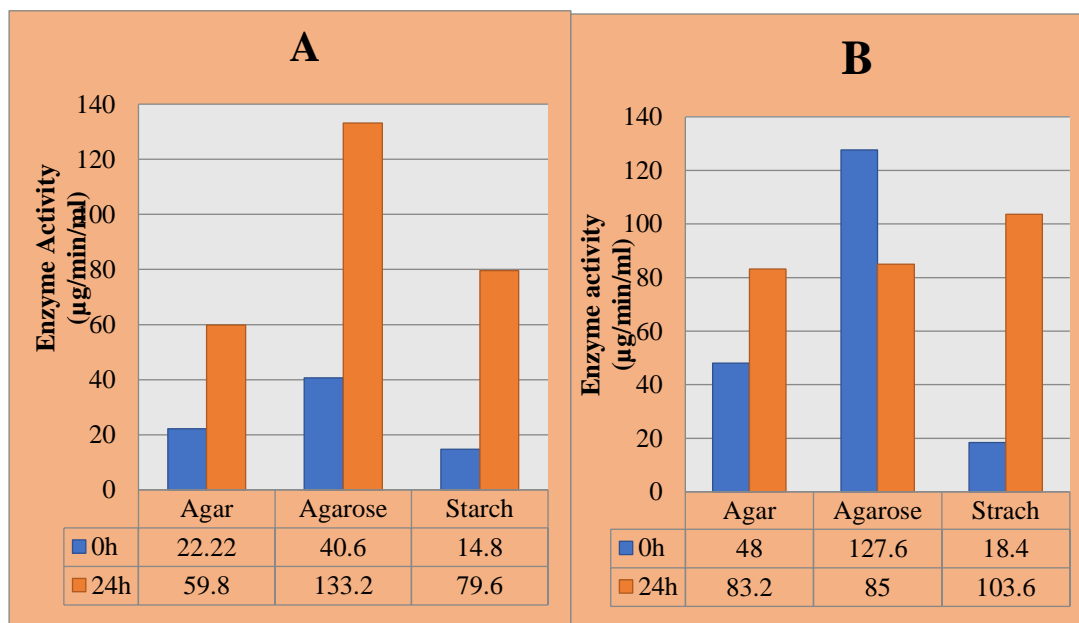 A
Enzyme Activity
(µg/min/ml)
140
120
100
80
60
40
20
0
Agar Agarose Starch
0h 22.22 40.6 14.8
24h 59.8 133.2 79.6
B
Enzyme activity
(µg/min/ml)
140
120
100
80
60
40
20
0
Agar Agarose Strach
0h 48 127.6 18.4
24h 83.2 85 103.6